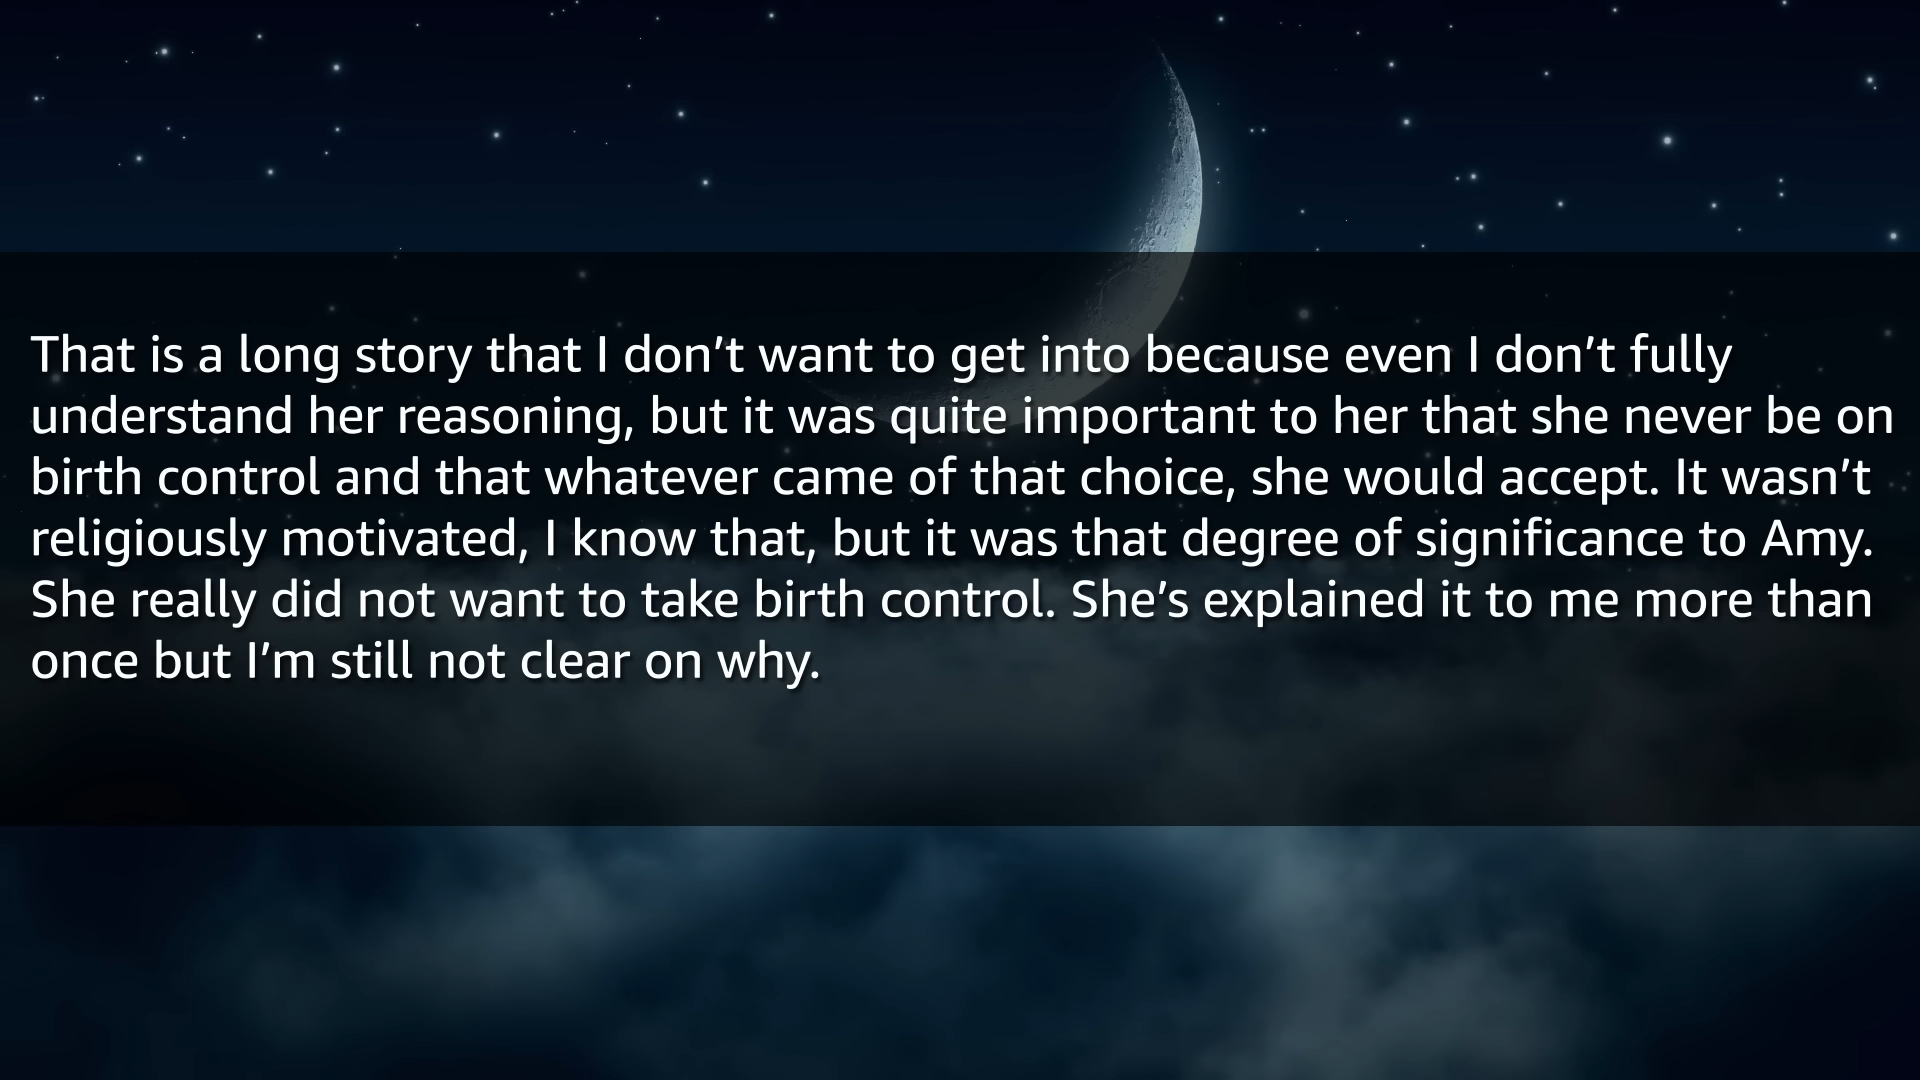 That is a long story that I don’t want to get into because even I don’t fully
understand her reasoning, but it was quite important to her that she never be on
birth control and that whatever came of that choice, she would accept. It wasn’t
religiously motivated, I know that, but it was that degree of significance to Amy.
She really did not want to take birth control. She’s explained it to me more than
once but I’m still not clear on why.